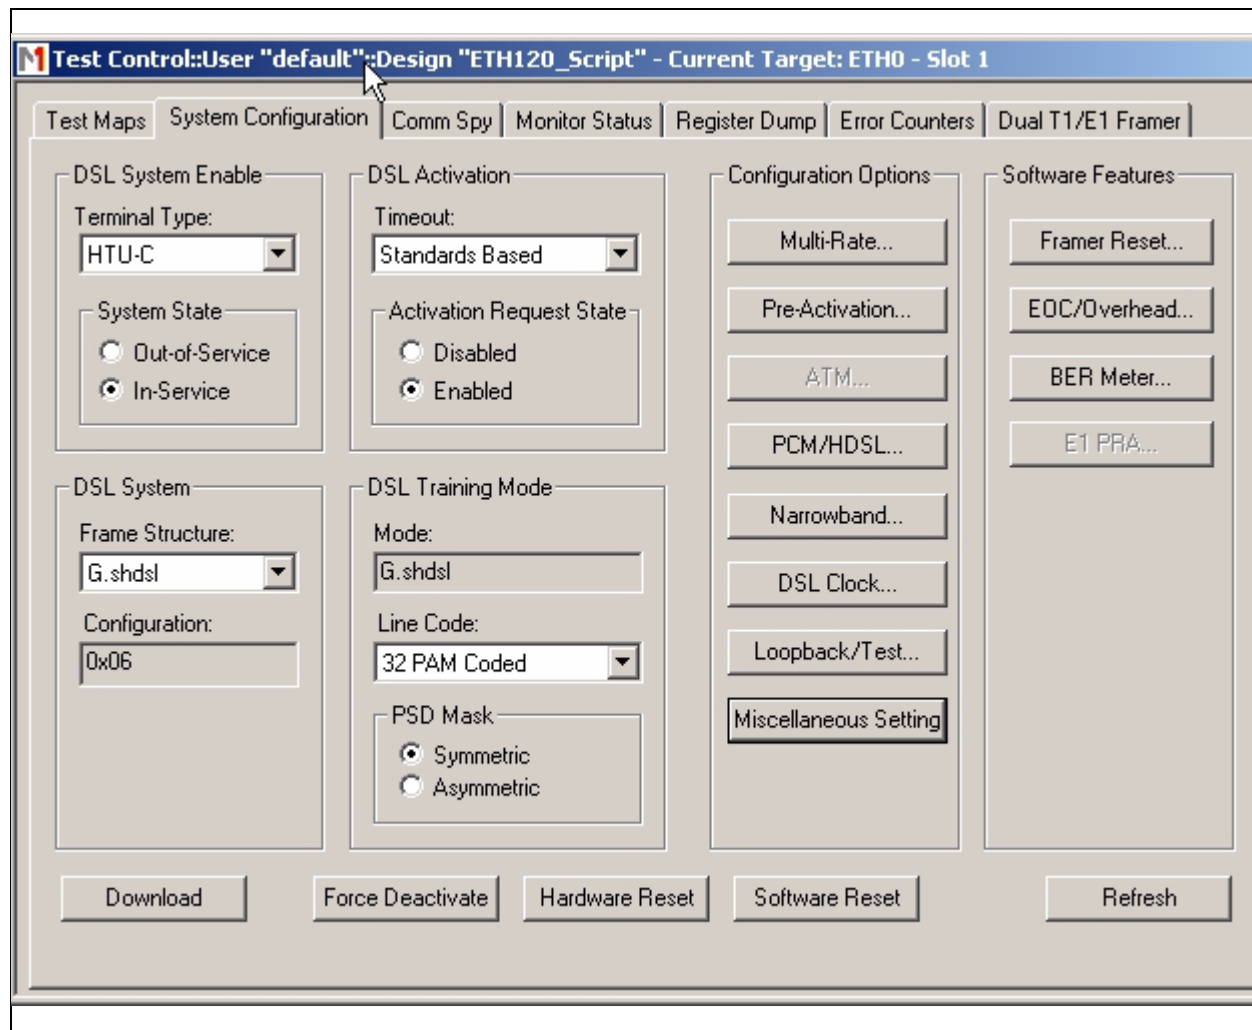 M1 Test Control::User "default"::Design "ETH120_Script" - Current Target: ETH0 - Slot 1
Test Maps System Configuration Comm Spy Monitor Status Register Dump Error Counters Dual T1/E1 Framer
DSL System Enable
Terminal Type:
HTU-C
System State
Out-of-Service
In-Service
DSL Activation
Timeout:
Standards Based
Activation Request State
Disabled
Enabled
DSL System
Frame Structure:
G.shdsl
Configuration:
0x06
DSL Training Mode
Mode:
G.shdsl
Line Code:
32 PAM Coded
PSD Mask
Symmetric
Asymmetric
Configuration Options
Multi-Rate...
Pre-Activation...
ATM...
PCM/HDSL...
Narrowband...
DSL Clock...
Loopback/Test...
Miscellaneous Setting
Software Features
Framer Reset...
EOC/Overhead...
BER Meter...
E1 PRA...
Download Force Deactivate Hardware Reset Software Reset Refresh